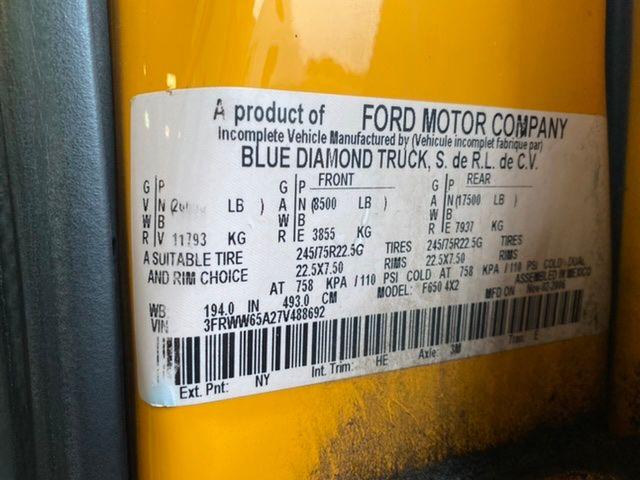 A product of FORD MOTOR COMPANY
Incomplete Vehicle Manufactured by (Vehicule incomplet fabrique par)
BLUE DIAMOND TRUCK, S. de R.L. de C.V.
FRONT REAR
G P G P G P
V N ( LB ) A N (8500 LB ) A N (17500 LB )
W B W B W B
R V 11793 KG R E 3855 KG R E 7937 KG
A SUITABLE TIRE 245/75R22.5G TIRES 245/75R22.5G TIRES
AND RIM CHOICE 22.5X7.50 RIMS 22.5X7.50 RIMS
AT 758 KPA /110 PSI COLD AT 758 KPA / 110 PSI COLD - DUAL
ASSEMBLED IN MEXICO
WB: 194.0 IN 493.0 CM MODEL: F650 4X2 MFD ON Nov-02-2006
VIN 3FRWW65A27V488692
Ext. Pnt: NY Int. Trim: HE Axle: Tran: E